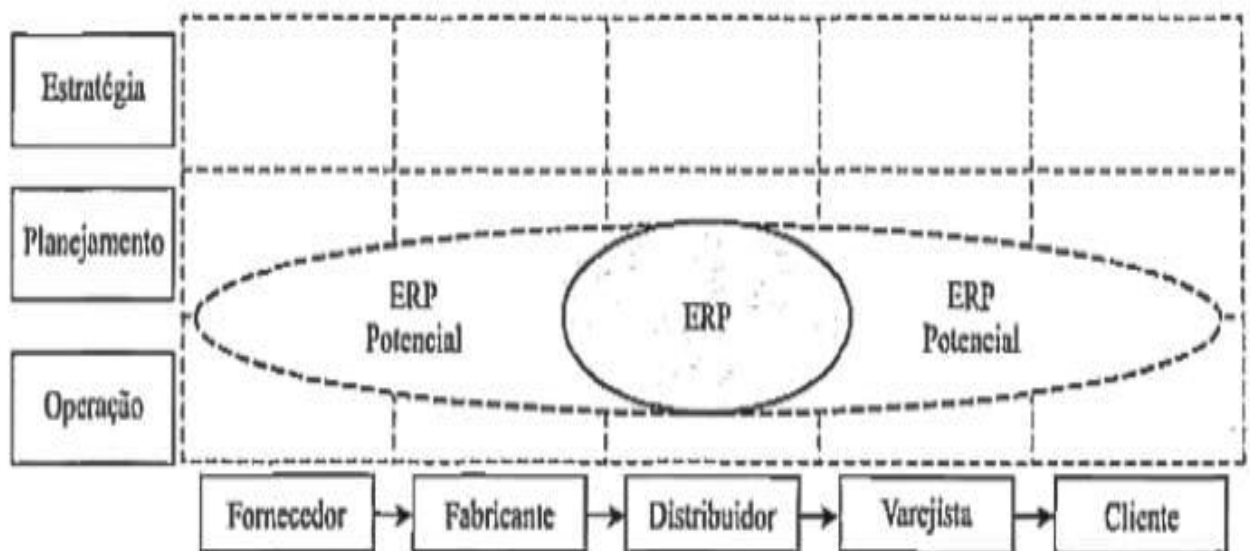 Estratégia
Planejamento
ERP
Potencial
ERP
ERP
Potencial
Operação
Fornecedor
Fabricante
Distribuidor
Varejista
Cliente